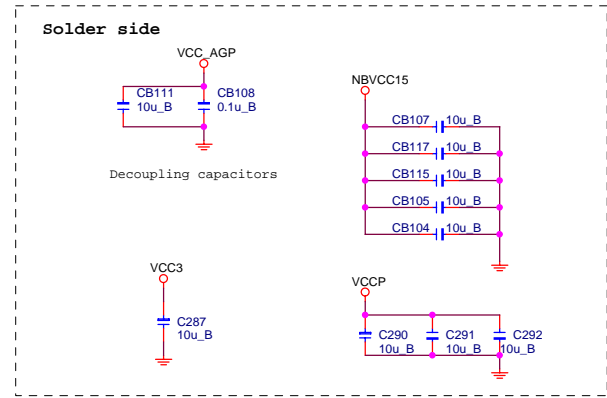 Solder side
VCC_AGP
CB111
10u_B
CB108
0.1u_B
Decoupling capacitors
NBVCC15
CB107 10u_B
CB117 10u_B
CB115 10u_B
CB105 10u_B
CB104 10u_B
VCC3
C287
10u_B
VCCP
C290
10u_B
C291
10u_B
C292
10u_B